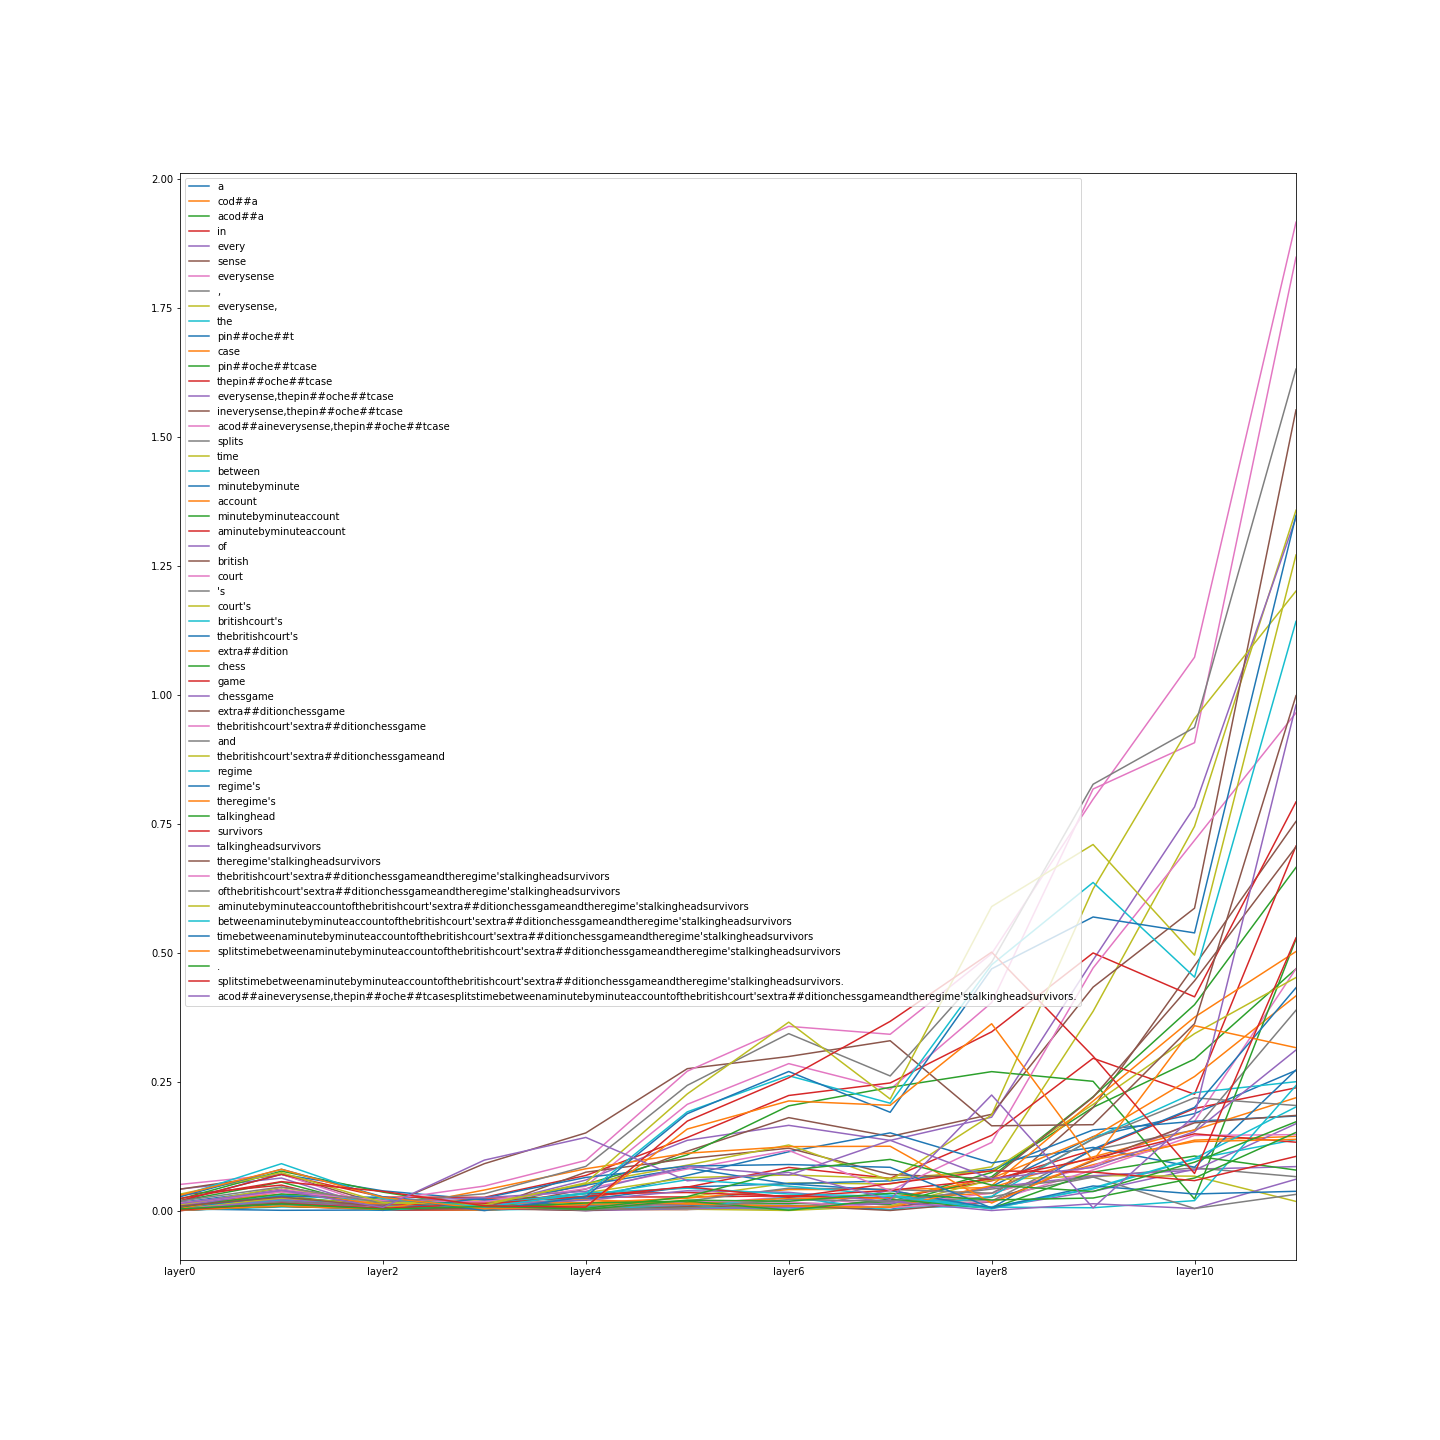 2.00
1.75
1.50
1.25
1.00
0.75
0.50
0.25
0.00
a
cod##a
acod##a
in
every
sense
everysense
,
everysense,
the
pin##oche##t
case
pin##oche##tcase
thepin##oche##tcase
everysense,thepin##oche##tcase
ineverysense,thepin##oche##tcase
acod##aineverysense,thepin##oche##tcase
splits
time
between
minutebyminute
account
minutebyminuteaccount
aminutebyminuteaccount
of
british
court
's
court's
britishcourt's
thebritishcourt's
extra##dition
chess
game
chessgame
extra##ditionchessgame
thebritishcourt'sextra##ditionchessgame
and
thebritishcourt'sextra##ditionchessgameand
regime
regime's
theregime's
talkinghead
survivors
talkingheadsurvivors
theregime'stalkingheadsurvivors
thebritishcourt'sextra##ditionchessgameandtheregime'stalkingheadsurvivors
ofthebritishcourt'sextra##ditionchessgameandtheregime'stalkingheadsurvivors
aminutebyminuteaccountofthebritishcourt'sextra##ditionchessgameandtheregime'stalkingheadsurvivors
betweenaminutebyminuteaccountofthebritishcourt'sextra##ditionchessgameandtheregime'stalkingheadsurvivors
timebetweenaminutebyminuteaccountofthebritishcourt'sextra##ditionchessgameandtheregime'stalkingheadsurvivors
splitstimebetweenaminutebyminuteaccountofthebritishcourt'sextra##ditionchessgameandtheregime'stalkingheadsurvivors
.
splitstimebetweenaminutebyminuteaccountofthebritishcourt'sextra##ditionchessgameandtheregime'stalkingheadsurvivors.
acod##aineverysense,thepin##oche##tcasesplitstimebetweenaminutebyminuteaccountofthebritishcourt'sextra##ditionchessgameandtheregime'stalkingheadsurvivors.
layer0 layer2 layer4 layer6 layer8 layer10